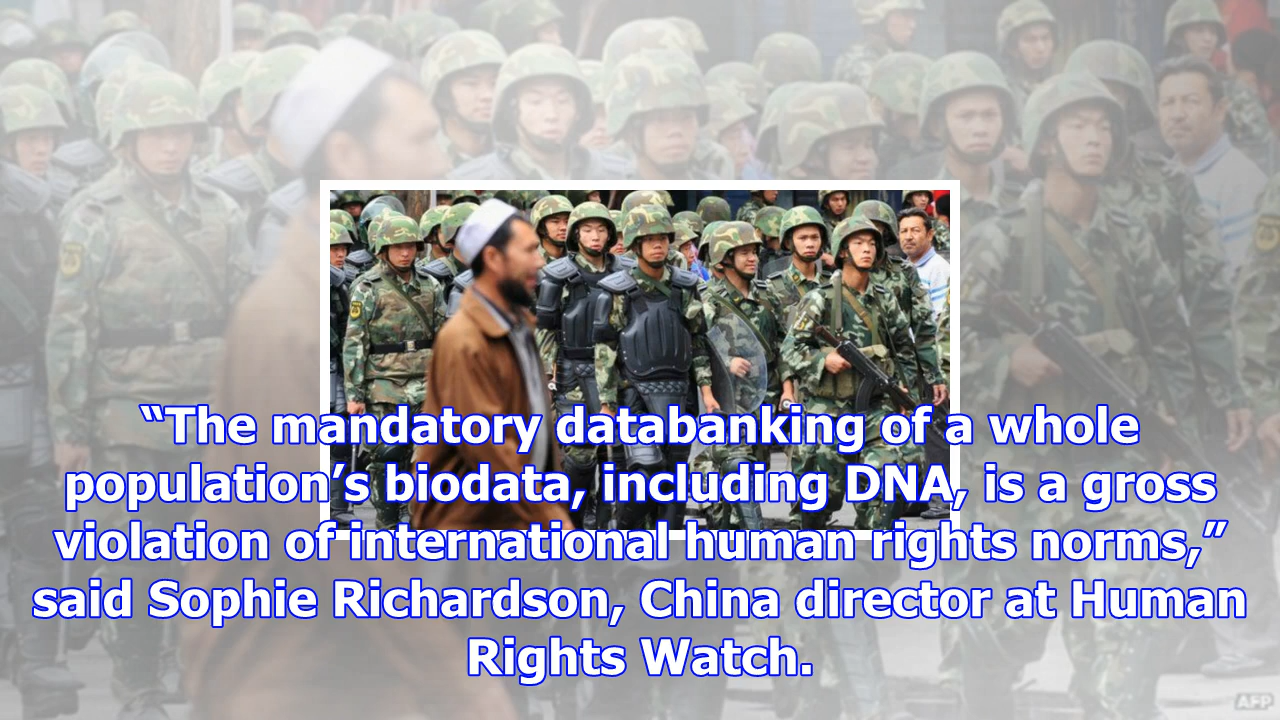 “The mandatory databanking of a whole
population’s biodata, including DNA, is a gross
violation of international human rights norms,”
said Sophie Richardson, China director at Human
Rights Watch.
AFP